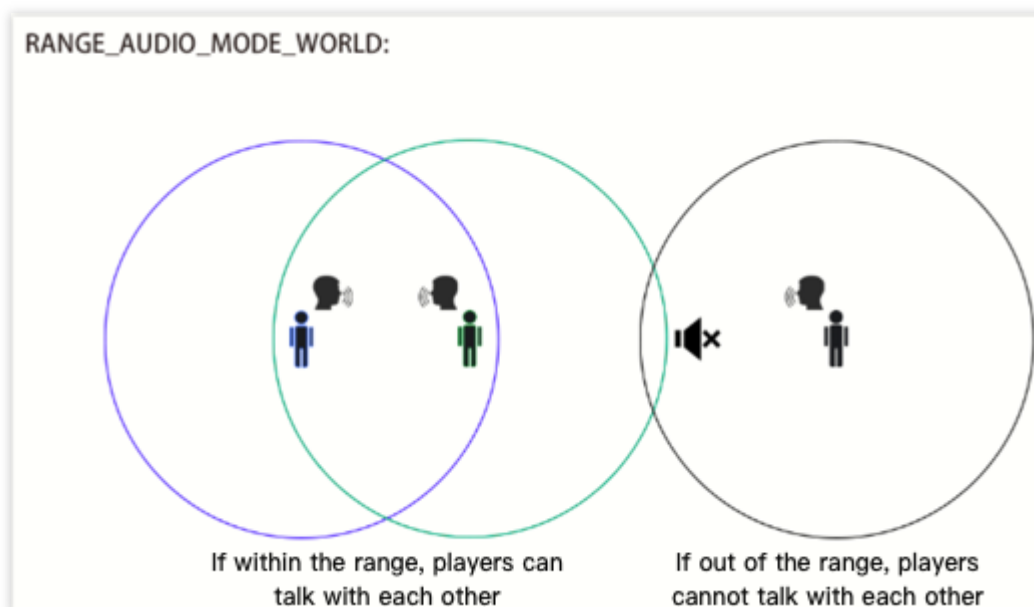 RANGE_AUDIO_MODE_WORLD:
If within the range, players can
talk with each other
If out of the range, players
cannot talk with each other